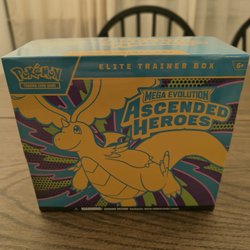 Pokémon
TRADING CARD GAME
ELITE TRAINER BOX
6+
MEGA EVOLUTION
ASCENDED
HEROES